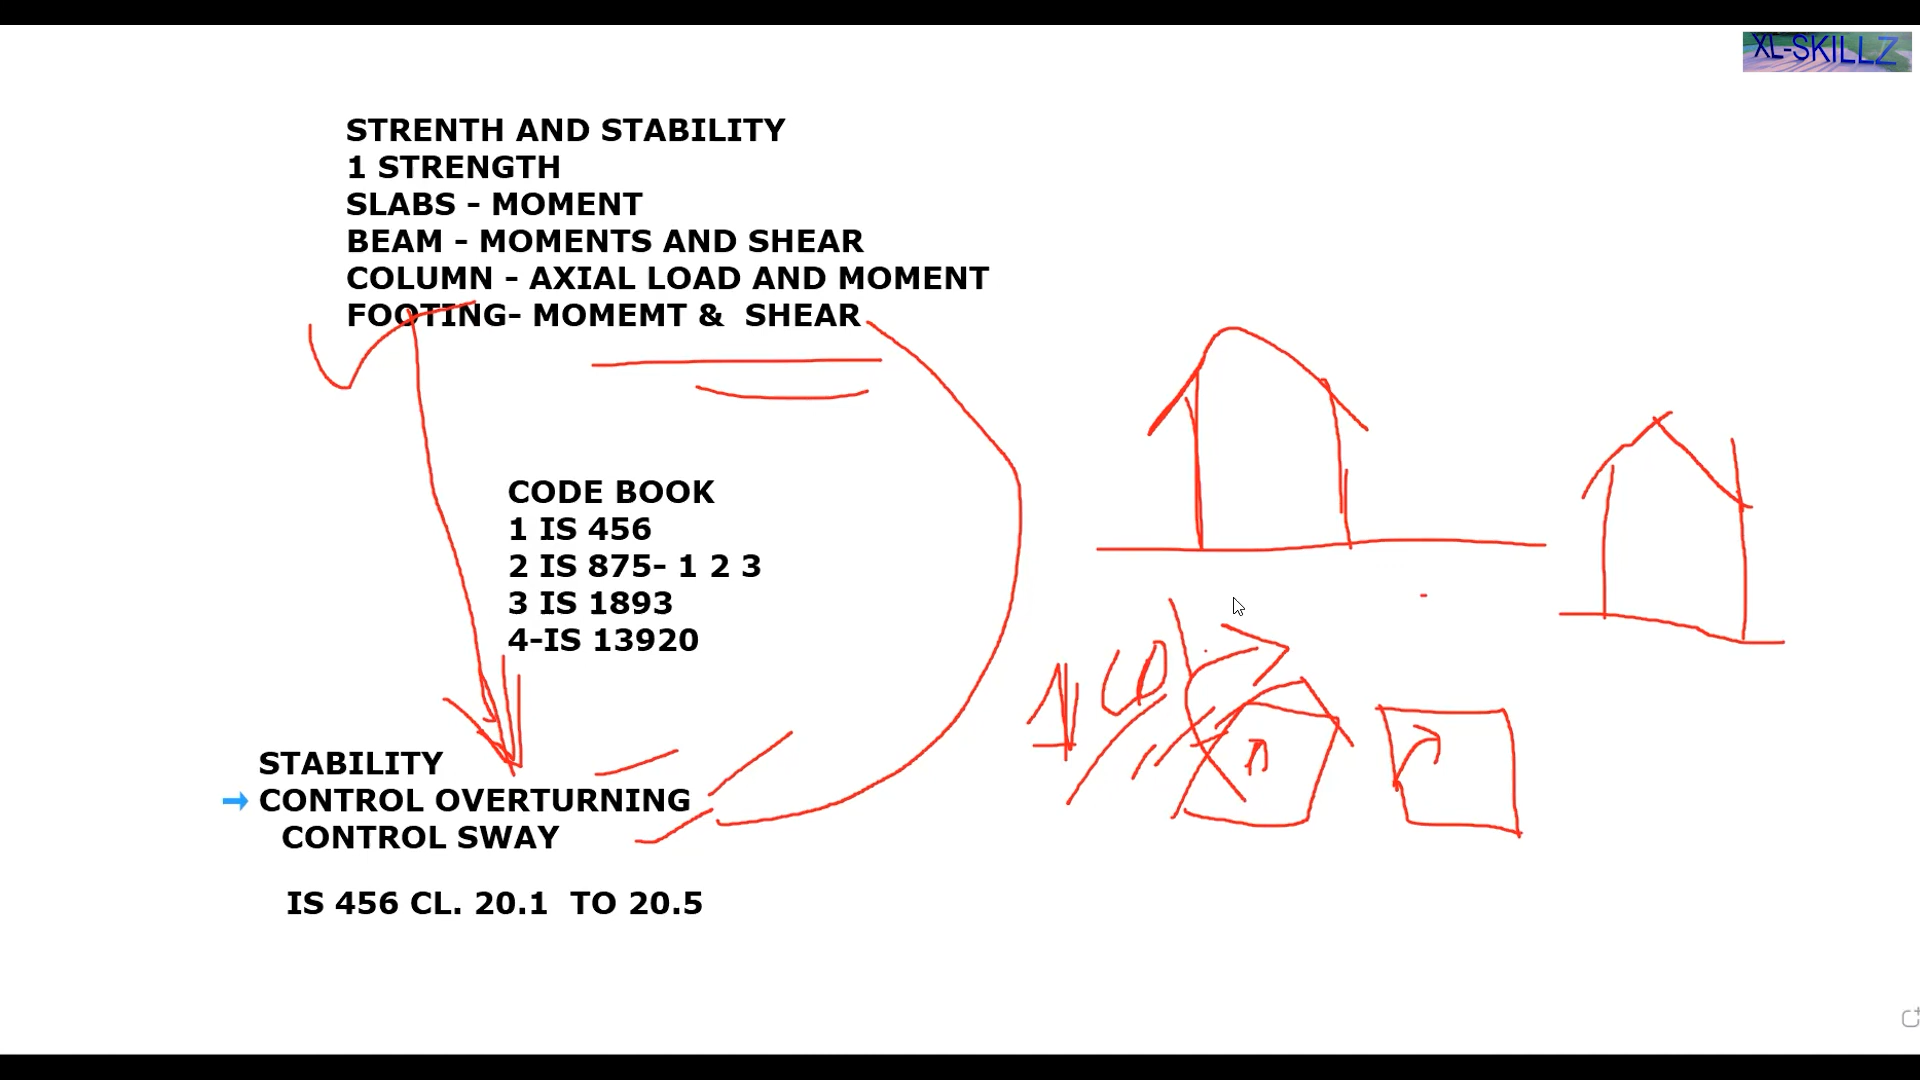 XL-SKILLZ
STRENTH AND STABILITY
1 STRENGTH
SLABS - MOMENT
BEAM - MOMENTS AND SHEAR
COLUMN - AXIAL LOAD AND MOMENT
FOOTING- MOMEMT & SHEAR
CODE BOOK
1 IS 456
2 IS 875- 1 2 3
3 IS 1893
4-IS 13920
STABILITY
CONTROL OVERTURNING
CONTROL SWAY
IS 456 CL. 20.1 TO 20.5